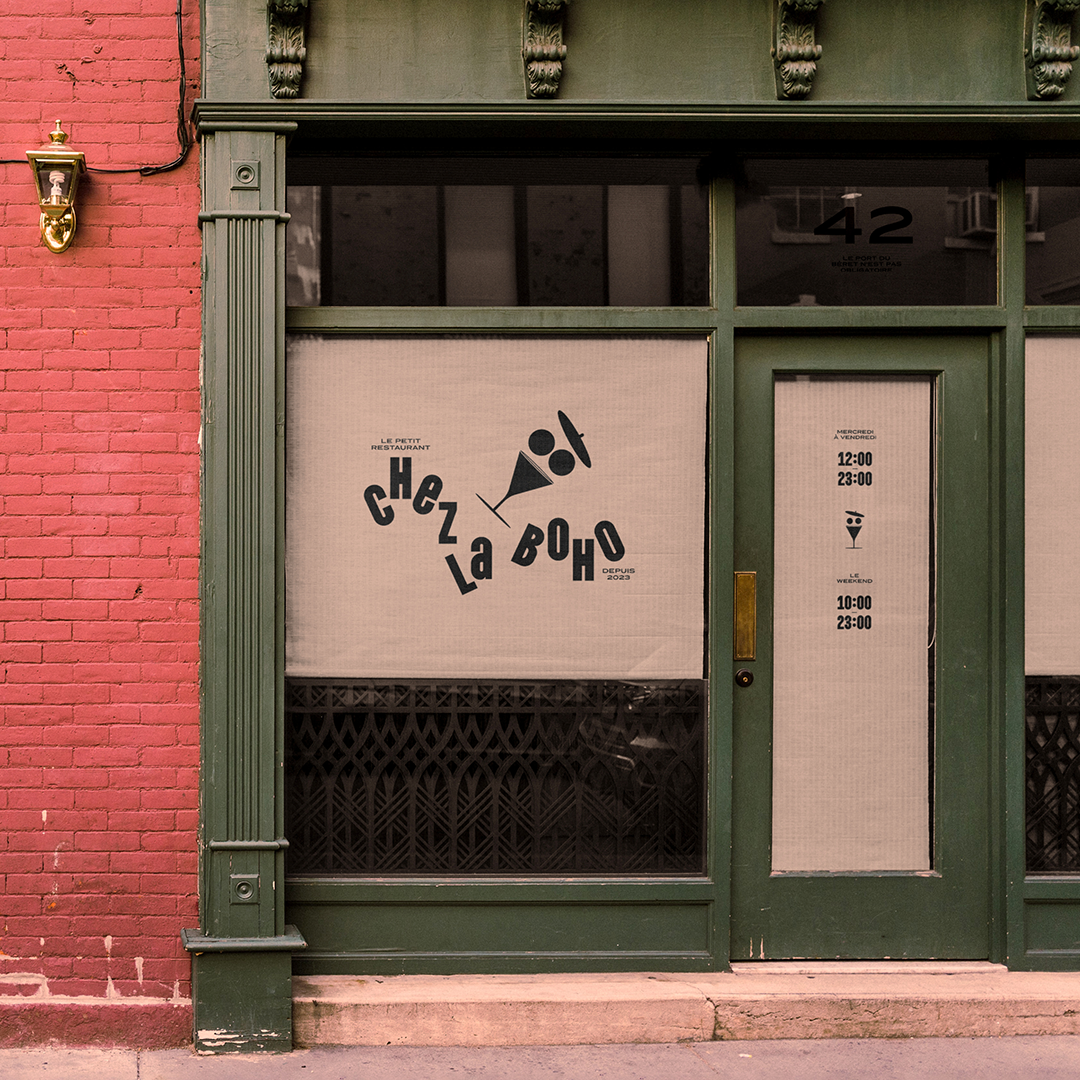 42
LE PORT DU
BÉRET N'EST PAS
OBLIGATOIRE
LE PETIT
RESTAURANT
CHeZ
La BOHO
DEPUIS
2023
MERCREDI
À VENDREDI
12:00
23:00
LE
WEEKEND
10:00
23:00